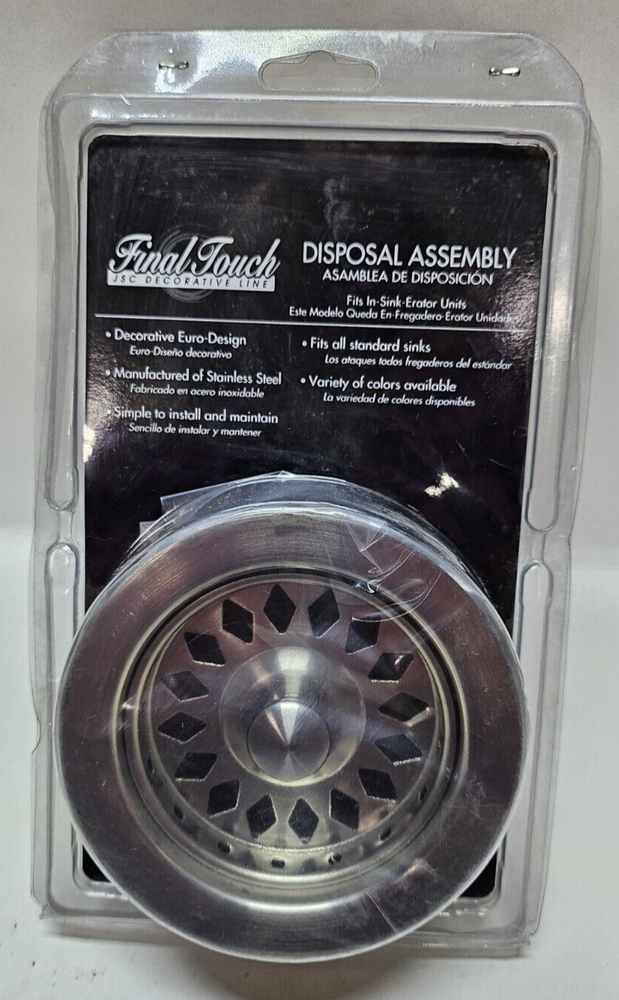 Final Touch
JSC DECORATIVE LINE
DISPOSAL ASSEMBLY
ASAMBLEA DE DISPOSICIÓN
Fits In-Sink-Erator Units
Este Modelo Queda En-Fregadero-Erator Unidades
• Decorative Euro-Design
Euro-Diseño decorativo
• Manufactured of Stainless Steel
Fabricado en acero inoxidable
• Simple to install and maintain
Sencillo de instalar y mantener
• Fits all standard sinks
Los ataques todos fregaderos del estándar
• Variety of colors available
La variedad de colores disponibles